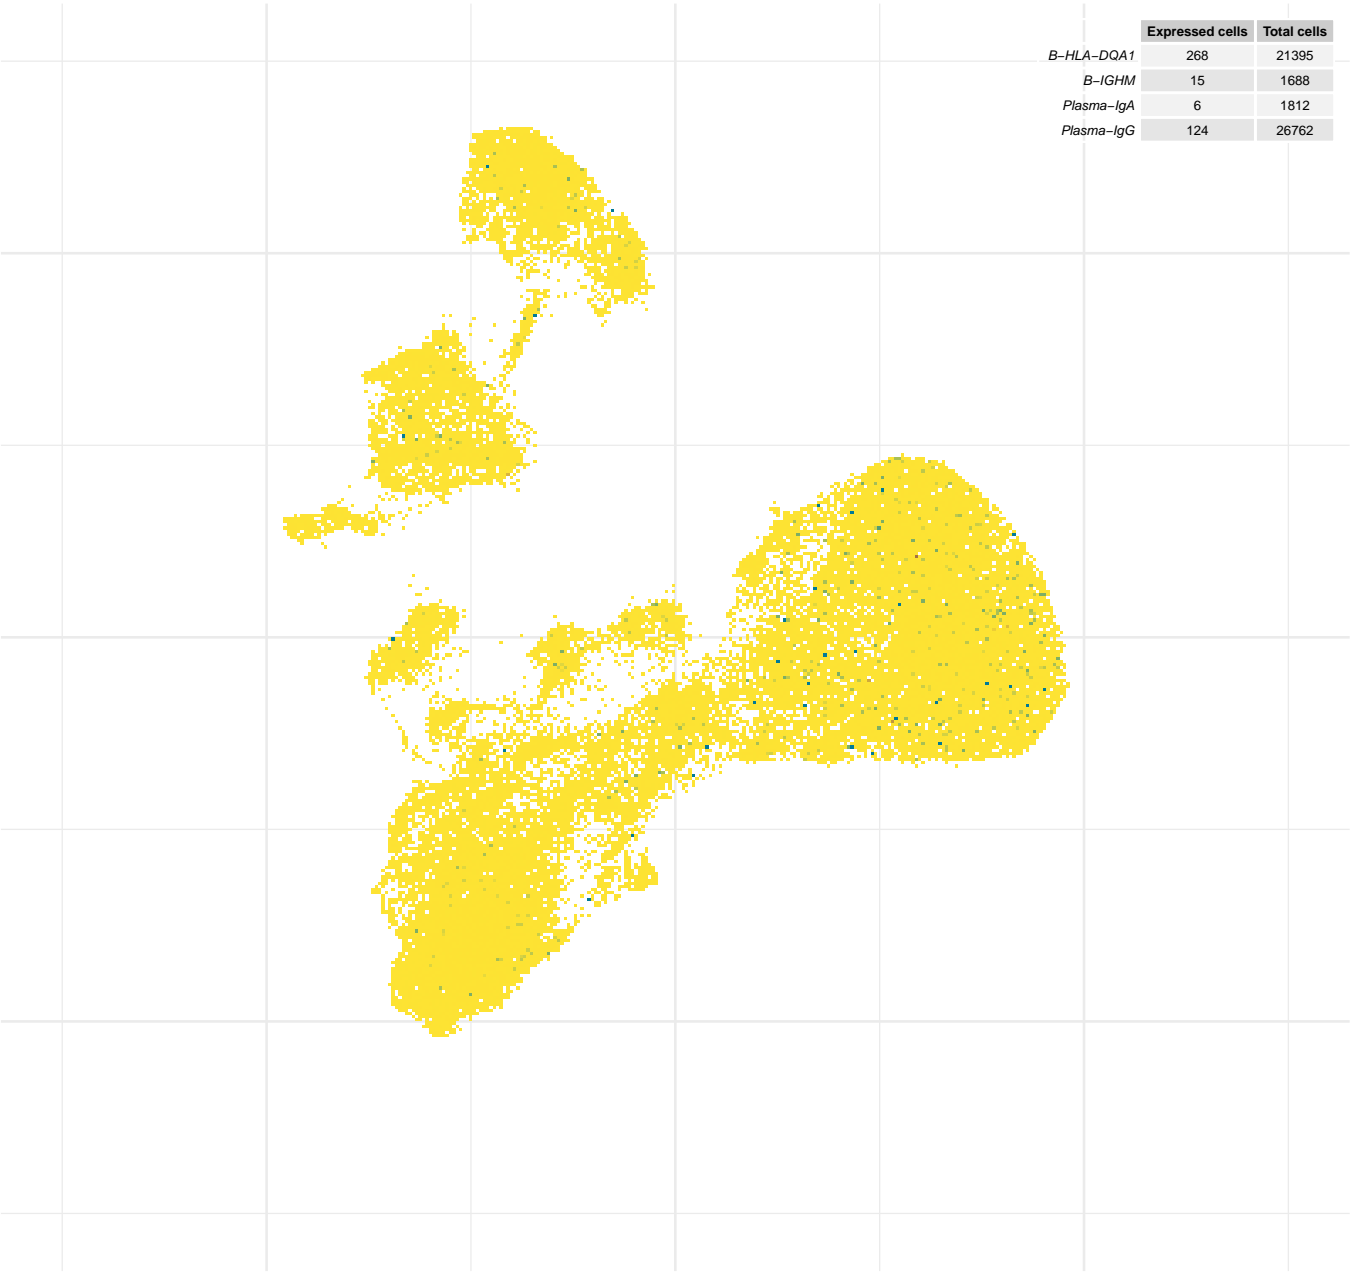 Expressed cells Total cells
B−HLA−DQA1 268 21395
B−IGHM 15 1688
Plasma−IgA 6 1812
Plasma−IgG 124 26762